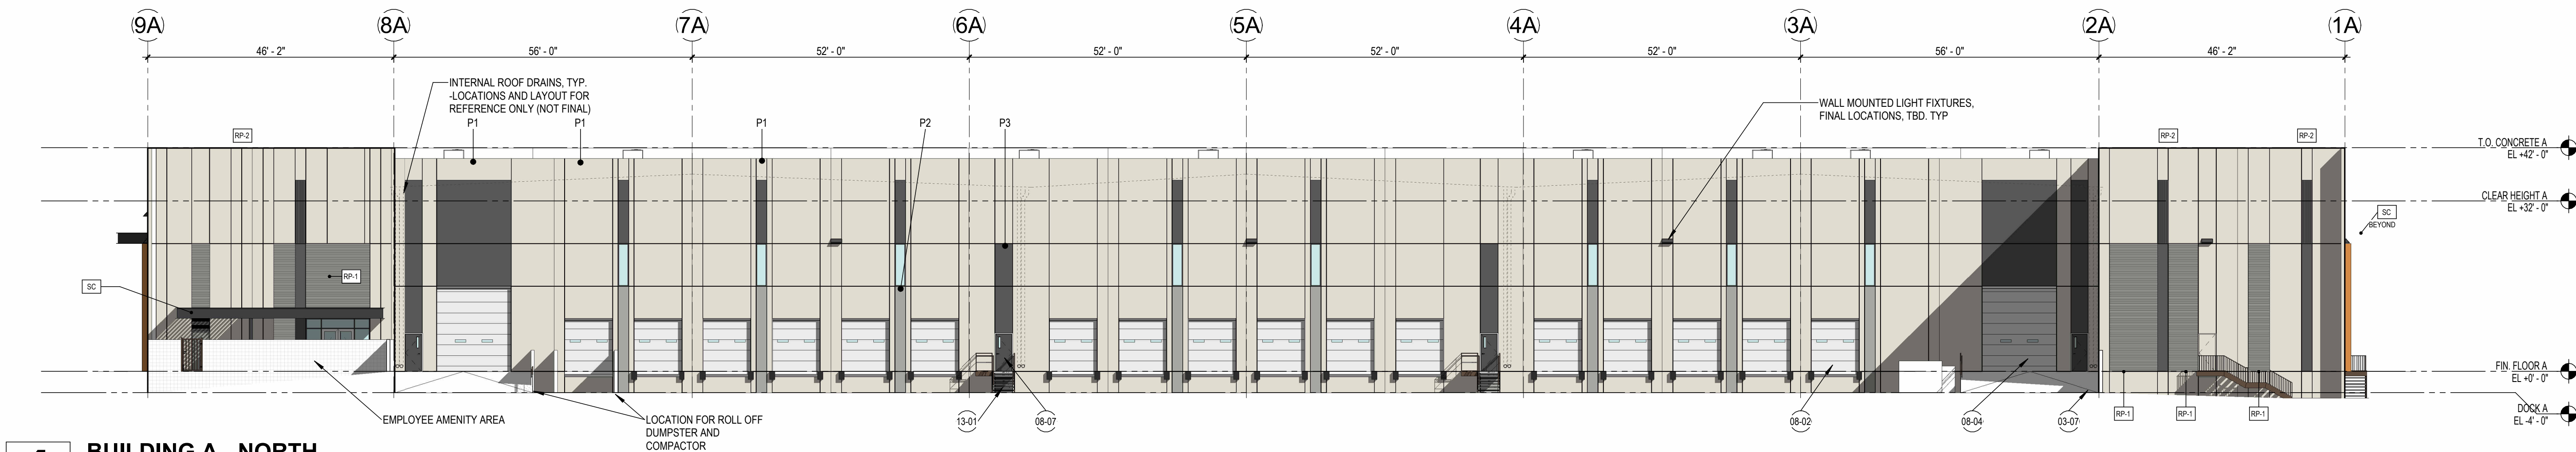 9A
8A
7A
6A
5A
4A
3A
2A
1A
46' - 2"
56' - 0"
52' - 0"
52' - 0"
52' - 0"
52' - 0"
56' - 0"
46' - 2"
INTERNAL ROOF DRAINS, TYP.
-LOCATIONS AND LAYOUT FOR
REFERENCE ONLY (NOT FINAL)
WALL MOUNTED LIGHT FIXTURES,
FINAL LOCATIONS, TBD. TYP
P1
P1
P1
P2
P3
RP-2
RP-2
RP-2
T.O. CONCRETE A
EL +42' - 0"
CLEAR HEIGHT A
EL +32' - 0"
SC
BEYOND
RP-1
SC
FIN. FLOOR A
EL +0' - 0"
DOCK A
EL -4' - 0"
EMPLOYEE AMENITY AREA
LOCATION FOR ROLL OFF
DUMPSTER AND
COMPACTOR
13-01
08-07
08-02
08-04
03-07
RP-1
RP-1
RP-1
BUILDING A - NORTH